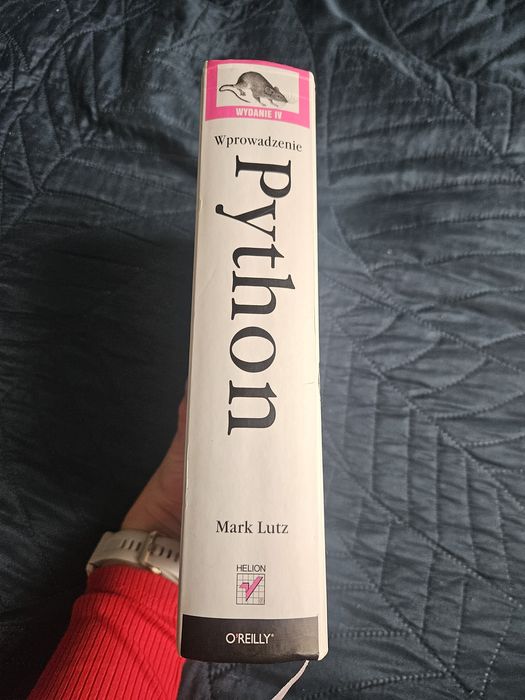 WYDANIE IV
Wprowadzenie
Python
Mark Lutz
HELION
O'REILLY®